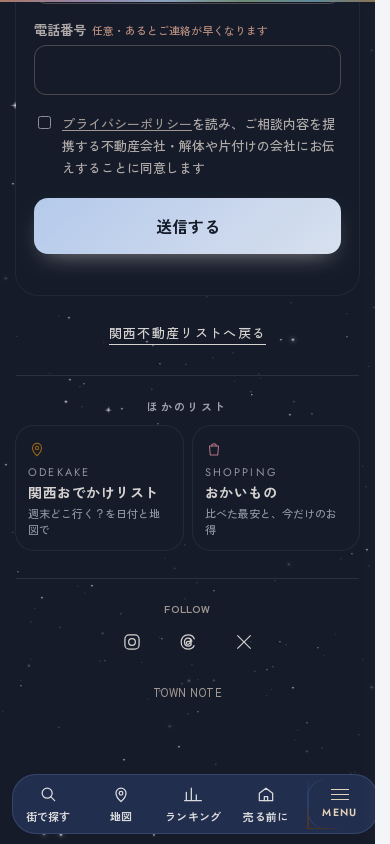 電話番号 任意・あるとご連絡が早くなります
プライバシーポリシーを読み、ご相談内容を提
携する不動産会社・解体や片付けの会社にお伝
えすることに同意します
送信する
関西不動産リストへ戻る
ほかのリスト
ODEKAKE
関西おでかけリスト
週末どこ行く？を日付と地
図で
SHOPPING
おかいもの
比べた最安と、今だけのお
得
FOLLOW
TOWN NOTE
街で探す
地図
ランキング
売る前に
MENU